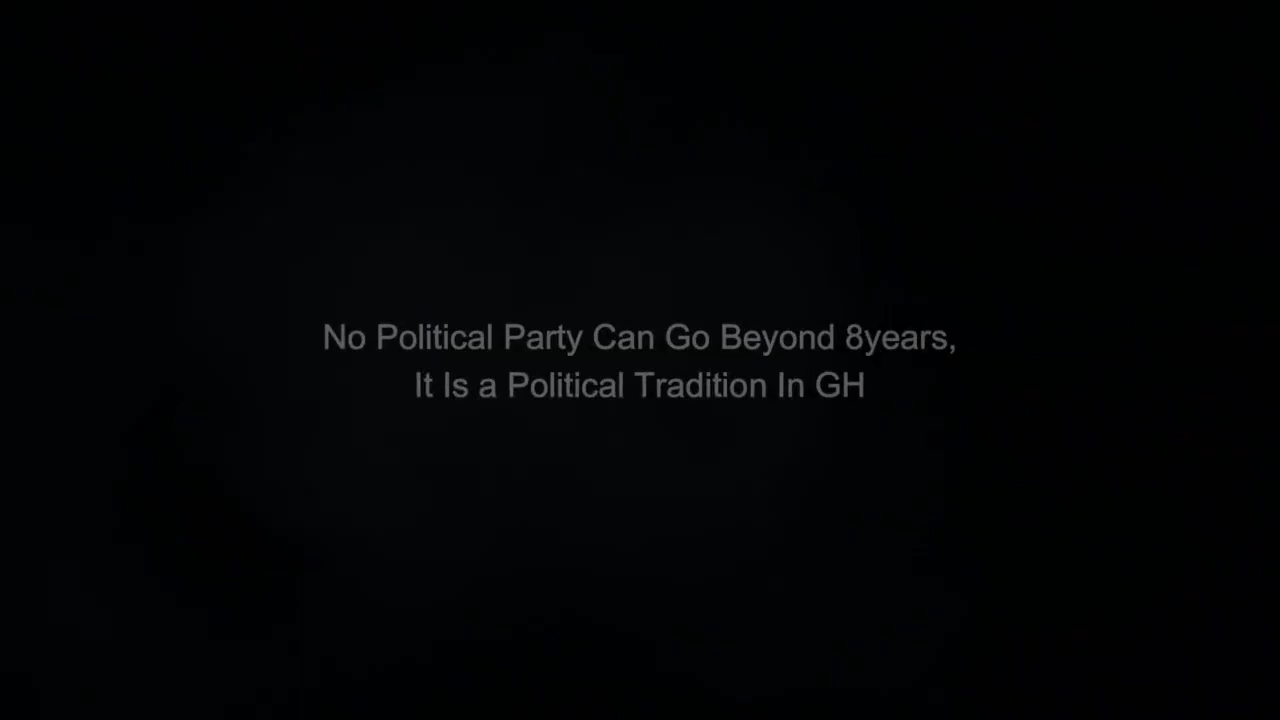 No Political Party Can Go Beyond 8years,
It Is a Political Tradition In GH